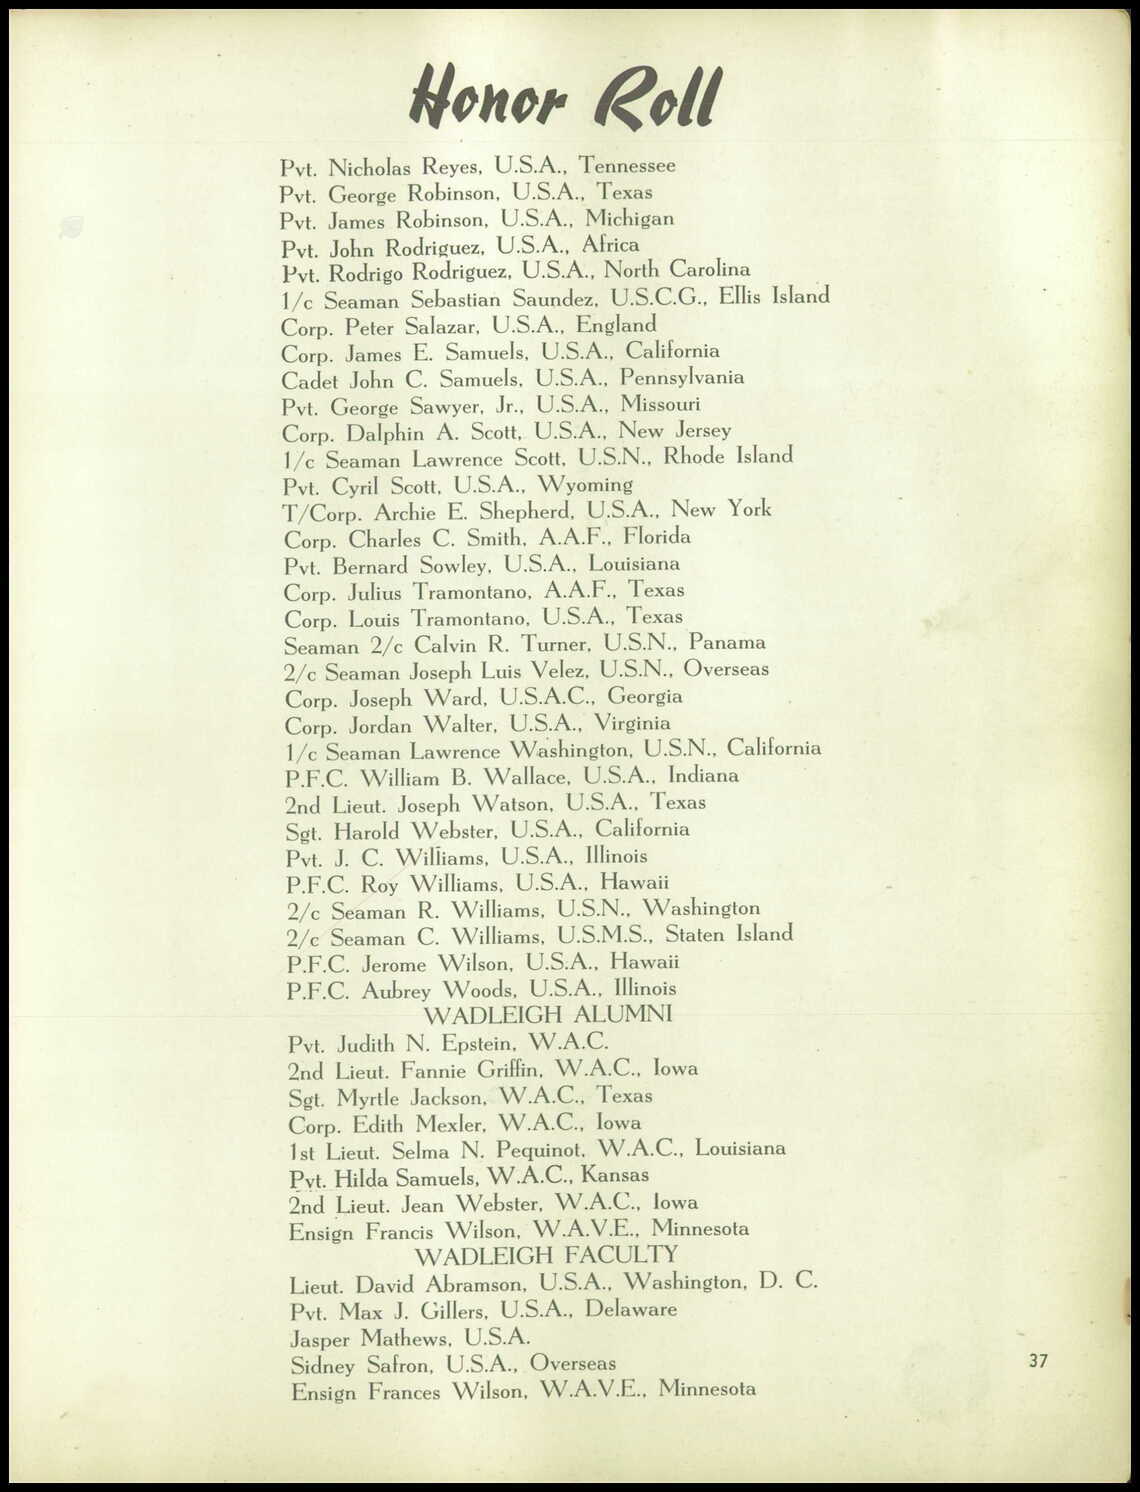 Honor Roll
Pvt. Nicholas Reyes, U.S.A., Tennessee
Pvt. George Robinson, U.S.A., Texas
Pvt. James Robinson, U.S.A., Michigan
Pvt. John Rodriguez, U.S.A., Africa
Pvt. Rodrigo Rodriguez, U.S.A., North Carolina
1/c Seaman Sebastian Saundez, U.S.C.G., Ellis Island
Corp. Peter Salazar, U.S.A., England
Corp. James E. Samuels, U.S.A., California
Cadet John C. Samuels, U.S.A., Pennsylvania
Pvt. George Sawyer, Jr., U.S.A., Missouri
Corp. Dalphin A. Scott, U.S.A., New Jersey
1/c Seaman Lawrence Scott, U.S.N., Rhode Island
Pvt. Cyril Scott, U.S.A., Wyoming
T/Corp. Archie E. Shepherd, U.S.A., New York
Corp. Charles C. Smith, A.A.F., Florida
Pvt. Bernard Sowley, U.S.A., Louisiana
Corp. Julius Tramontano, A.A.F., Texas
Corp. Louis Tramontano, U.S.A., Texas
Seaman 2/c Calvin R. Turner, U.S.N., Panama
2/c Seaman Joseph Luis Velez, U.S.N., Overseas
Corp. Joseph Ward, U.S.A.C., Georgia
Corp. Jordan Walter, U.S.A., Virginia
1/c Seaman Lawrence Washington, U.S.N., California
P.F.C. William B. Wallace, U.S.A., Indiana
2nd Lieut. Joseph Watson, U.S.A., Texas
Sgt. Harold Webster, U.S.A., California
Pvt. J. C. Williams, U.S.A., Illinois
P.F.C. Roy Williams, U.S.A., Hawaii
2/c Seaman R. Williams, U.S.N., Washington
2/c Seaman C. Williams, U.S.M.S., Staten Island
P.F.C. Jerome Wilson, U.S.A., Hawaii
P.F.C. Aubrey Woods, U.S.A., Illinois
WADLEIGH ALUMNI
Pvt. Judith N. Epstein, W.A.C.
2nd Lieut. Fannie Griffin, W.A.C., Iowa
Sgt. Myrtle Jackson, W.A.C., Texas
Corp. Edith Mexler, W.A.C., Iowa
1st Lieut. Selma N. Pequinot, W.A.C., Louisiana
Pvt. Hilda Samuels, W.A.C., Kansas
2nd Lieut. Jean Webster, W.A.C., Iowa
Ensign Francis Wilson, W.A.V.E., Minnesota
WADLEIGH FACULTY
Lieut. David Abramson, U.S.A., Washington, D. C.
Pvt. Max J. Gillers, U.S.A., Delaware
Jasper Mathews, U.S.A.
Sidney Safron, U.S.A., Overseas
Ensign Frances Wilson, W.A.V.E., Minnesota
37